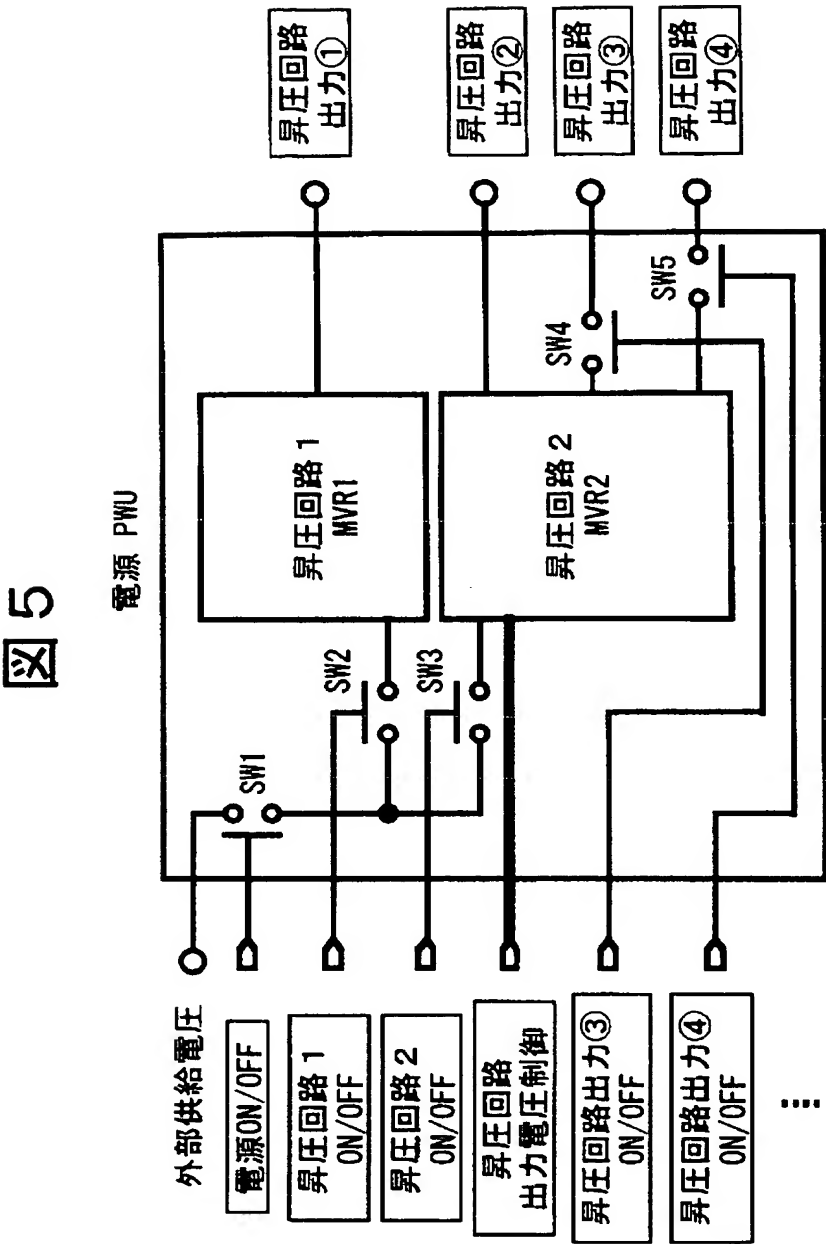 図5
電源 PWU
外部供給電圧
電源ON/OFF
昇圧回路1
ON/OFF
昇圧回路2
ON/OFF
昇圧回路
出力電圧制御
昇圧回路出力③
ON/OFF
昇圧回路出力④
ON/OFF
SW1
SW2
SW3
昇圧回路1
MVR1
昇圧回路2
MVR2
SW4
SW5
昇圧回路
出力①
昇圧回路
出力②
昇圧回路
出力③
昇圧回路
出力④